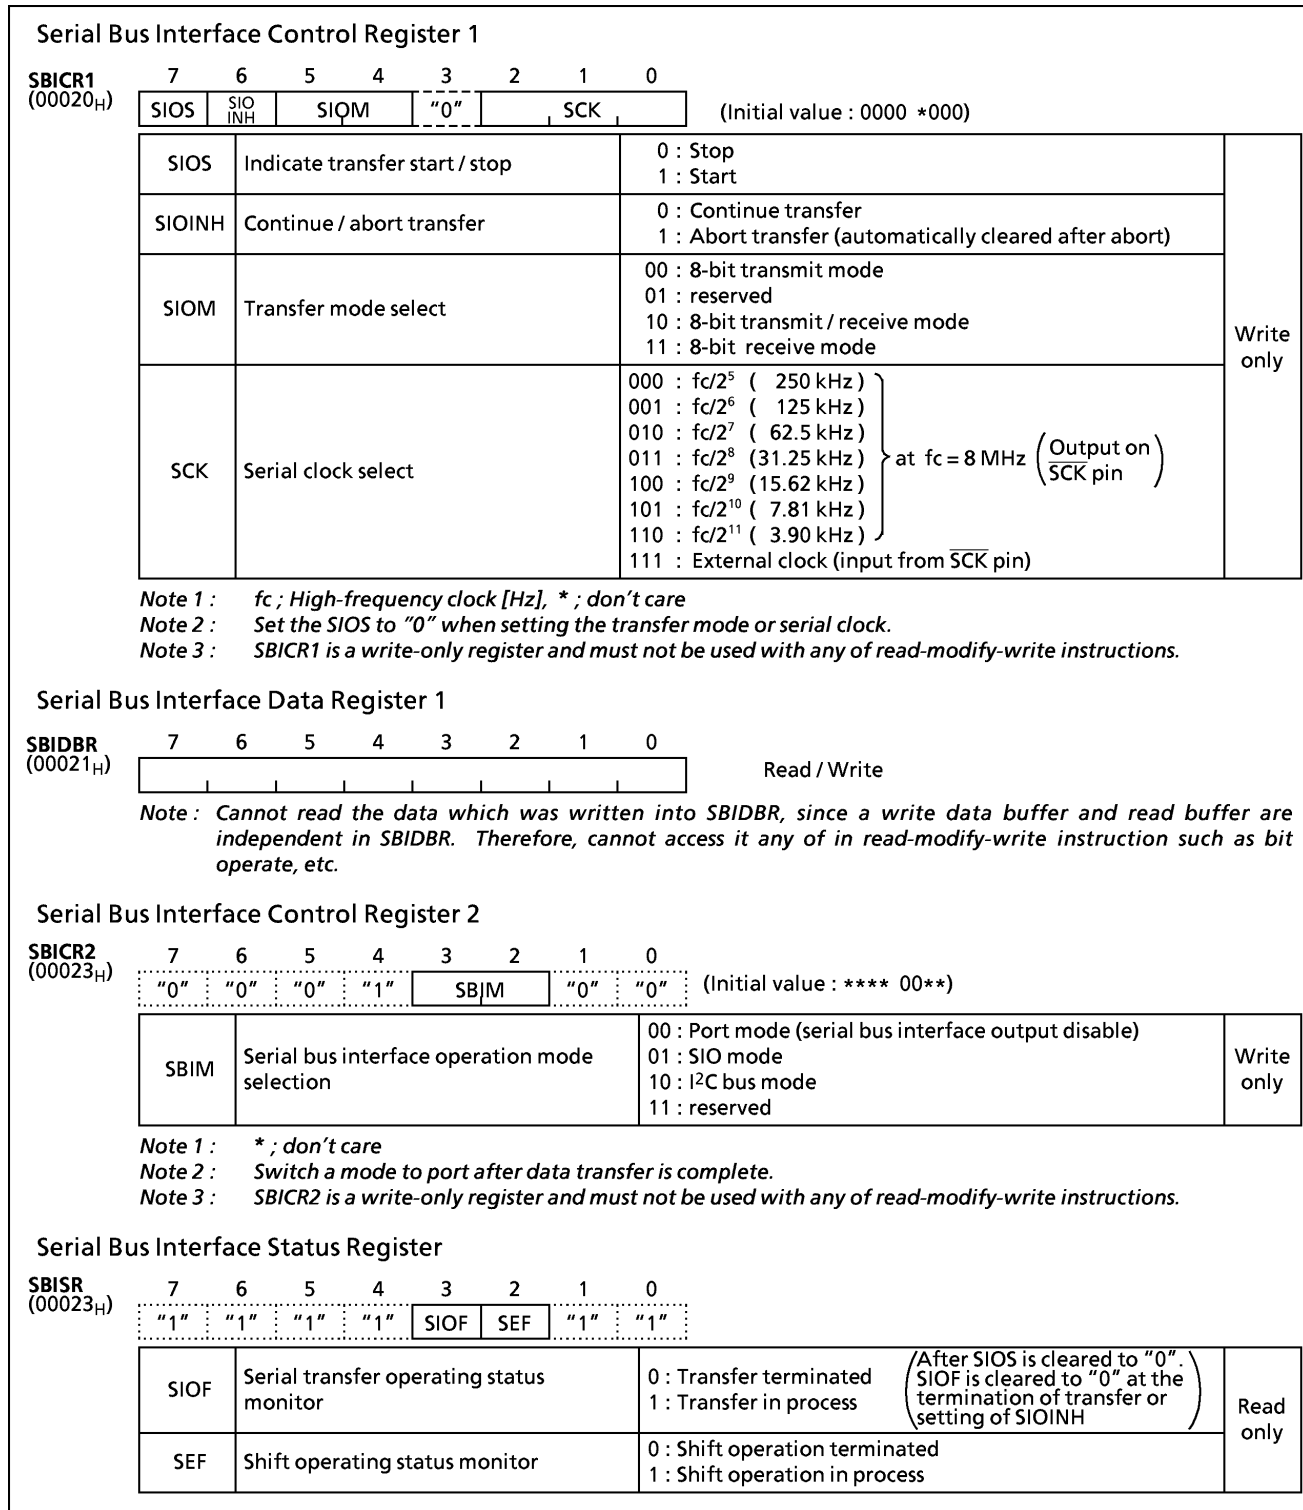 Serial Bus Interface Control Register 1
SBICR1
(00020H)
7 6 5 4 3 2 1 0
SIOS SIO INH SIOM "0" SCK (Initial value : 0000 *000)
SIOS Indicate transfer start / stop 0 : Stop
1 : Start
SIOINH Continue / abort transfer 0 : Continue transfer
1 : Abort transfer (automatically cleared after abort)
SIOM Transfer mode select 00 : 8-bit transmit mode
01 : reserved
10 : 8-bit transmit / receive mode
11 : 8-bit receive mode
Write only
SCK Serial clock select 000 : fc/2⁵ ( 250 kHz )
001 : fc/2⁶ ( 125 kHz )
010 : fc/2⁷ ( 62.5 kHz )
011 : fc/2⁸ (31.25 kHz )
100 : fc/2⁹ (15.62 kHz )
101 : fc/2¹⁰ ( 7.81 kHz )
110 : fc/2¹¹ ( 3.90 kHz )
at fc = 8 MHz (Output on SCK pin)
111 : External clock (input from SCK pin)
Note 1 : fc ; High-frequency clock [Hz], * ; don't care
Note 2 : Set the SIOS to "0" when setting the transfer mode or serial clock.
Note 3 : SBICR1 is a write-only register and must not be used with any of read-modify-write instructions.
Serial Bus Interface Data Register 1
SBIDBR
(00021H)
7 6 5 4 3 2 1 0
Read / Write
Note : Cannot read the data which was written into SBIDBR, since a write data buffer and read buffer are
independent in SBIDBR. Therefore, cannot access it any of in read-modify-write instruction such as bit
operate, etc.
Serial Bus Interface Control Register 2
SBICR2
(00023H)
7 6 5 4 3 2 1 0
"0" "0" "0" "1" SBIM "0" "0" (Initial value : **** 00**)
SBIM Serial bus interface operation mode
selection
00 : Port mode (serial bus interface output disable)
01 : SIO mode
10 : I²C bus mode
11 : reserved
Write only
Note 1 : * ; don't care
Note 2 : Switch a mode to port after data transfer is complete.
Note 3 : SBICR2 is a write-only register and must not be used with any of read-modify-write instructions.
Serial Bus Interface Status Register
SBISR
(00023H)
7 6 5 4 3 2 1 0
"1" "1" "1" "1" SIOF SEF "1" "1"
SIOF Serial transfer operating status
monitor
0 : Transfer terminated
1 : Transfer in process
(After SIOS is cleared to "0".
SIOF is cleared to "0" at the
termination of transfer or
setting of SIOINH)
Read only
SEF Shift operating status monitor 0 : Shift operation terminated
1 : Shift operation in process